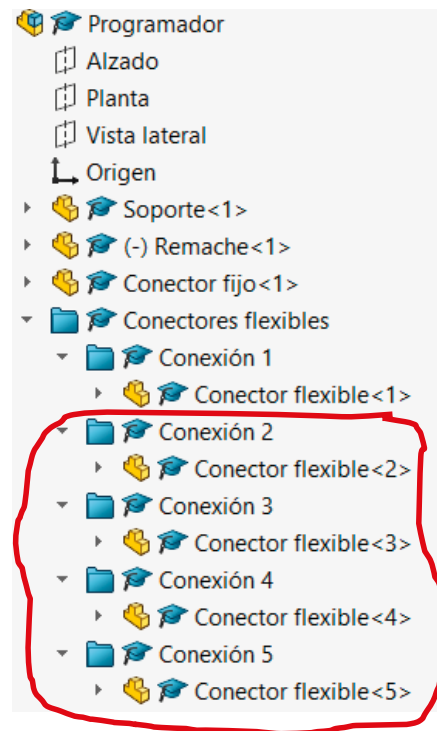 Programador
Alzado
Planta
Vista lateral
Origen
Soporte<1>
(-) Remache<1>
Conector fijo<1>
Conectores flexibles
Conexión 1
Conector flexible<1>
Conexión 2
Conector flexible<2>
Conexión 3
Conector flexible<3>
Conexión 4
Conector flexible<4>
Conexión 5
Conector flexible<5>